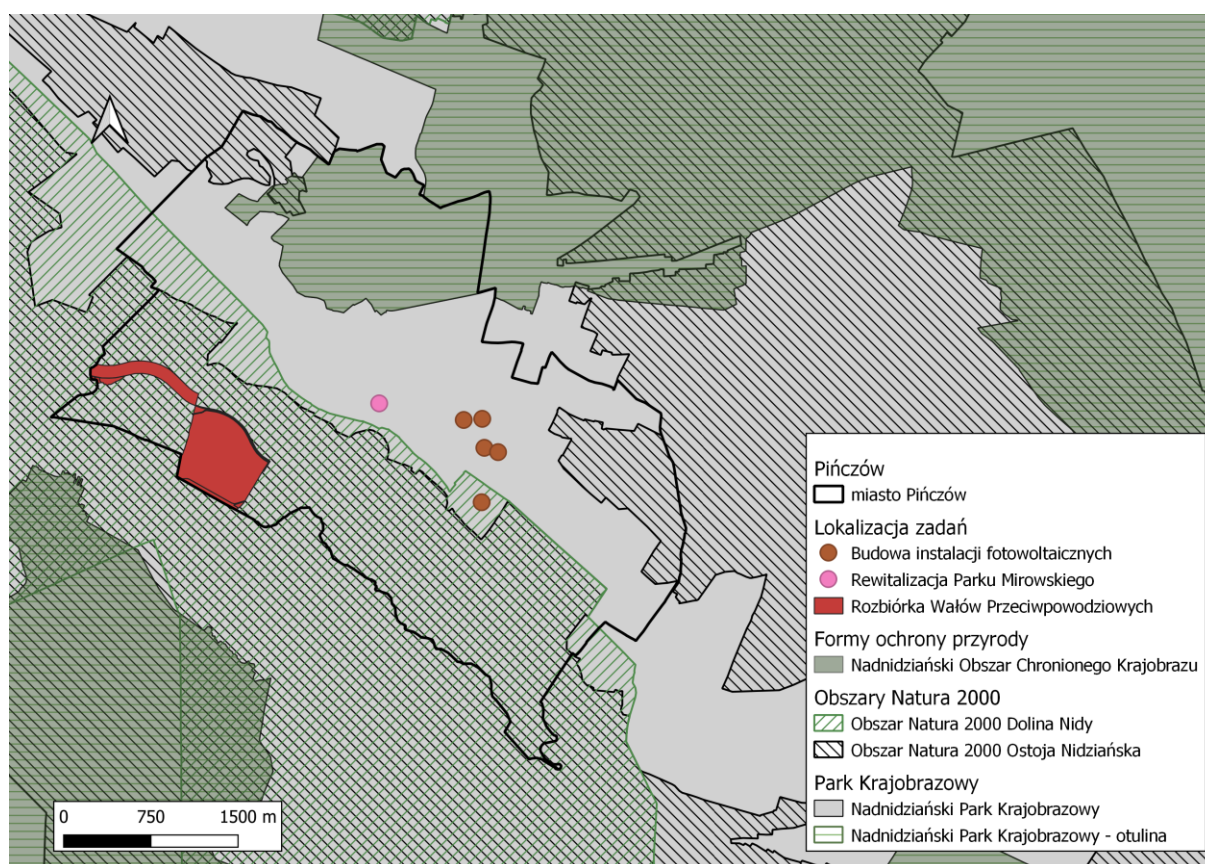 Pińczów
miasto Pińczów
Lokalizacja zadań
Budowa instalacji fotowoltaicznych
Rewitalizacja Parku Mirowskiego
Rozbiórka Wałów Przeciwpowodziowych
Formy ochrony przyrody
Nadnidziański Obszar Chronionego Krajobrazu
Obszary Natura 2000
Obszar Natura 2000 Dolina Nidy
Obszar Natura 2000 Ostoja Nidziańska
Park Krajobrazowy
Nadnidziański Park Krajobrazowy
Nadnidziański Park Krajobrazowy - otulina
0 750 1500 m